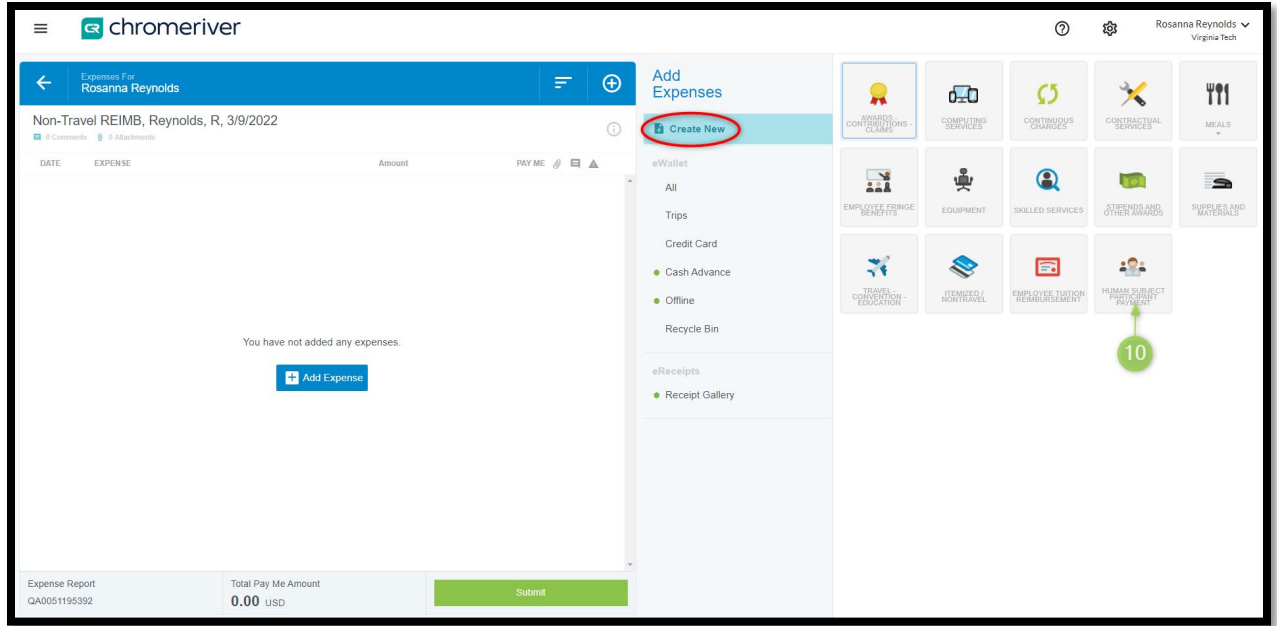 chromeriver
Rosanna Reynolds
Virginia Tech
Expenses For
Rosanna Reynolds
Non-Travel REIMB, Reynolds, R, 3/9/2022
0 Comments 0 Attachments
DATE EXPENSE Amount PAY ME
You have not added any expenses.
Add Expense
Expense Report
QA0051195392
Total Pay Me Amount
0.00 USD
Submit
Add
Expenses
Create New
eWallet
All
Trips
Credit Card
Cash Advance
Offline
Recycle Bin
eReceipts
Receipt Gallery
AWARDS -
CONTRIBUTIONS -
CLAIMS
COMPUTING
SERVICES
CONTINUOUS
CHARGES
CONTRACTUAL
SERVICES
MEALS
EMPLOYEE FRINGE
BENEFITS
EQUIPMENT
SKILLED SERVICES
STIPENDS AND
OTHER AWARDS
SUPPLIES AND
MATERIALS
TRAVEL -
CONVENTION -
EDUCATION
ITEMIZED /
NONTRAVEL
EMPLOYEE TUITION
REIMBURSEMENT
HUMAN SUBJECT
PARTICIPANT
PAYMENT
10